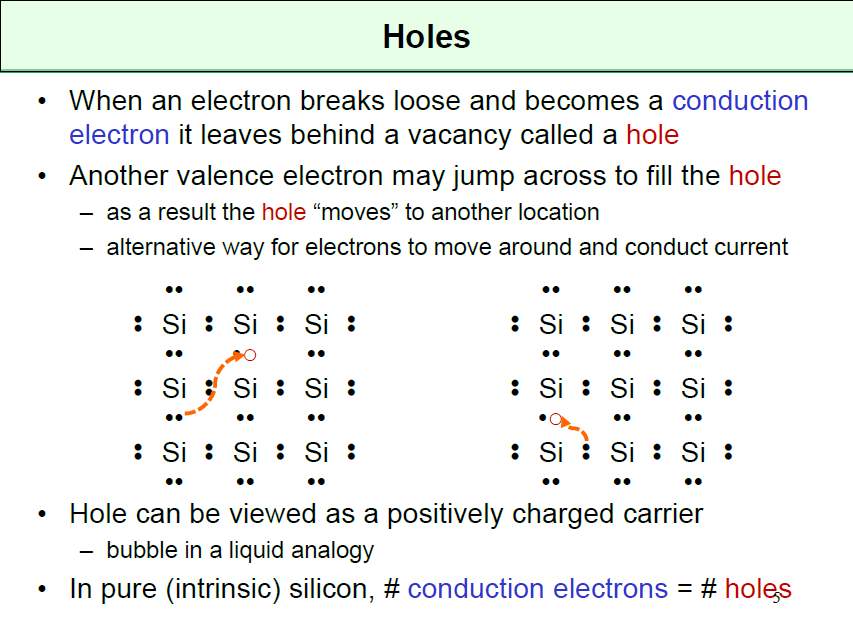 Holes
• When an electron breaks loose and becomes a conduction
electron it leaves behind a vacancy called a hole
• Another valence electron may jump across to fill the hole
– as a result the hole “moves” to another location
– alternative way for electrons to move around and conduct current
Si Si Si Si Si Si
Si Si Si Si Si Si
Si Si Si Si Si Si
• Hole can be viewed as a positively charged carrier
– bubble in a liquid analogy
• In pure (intrinsic) silicon, # conduction electrons = # holes
5